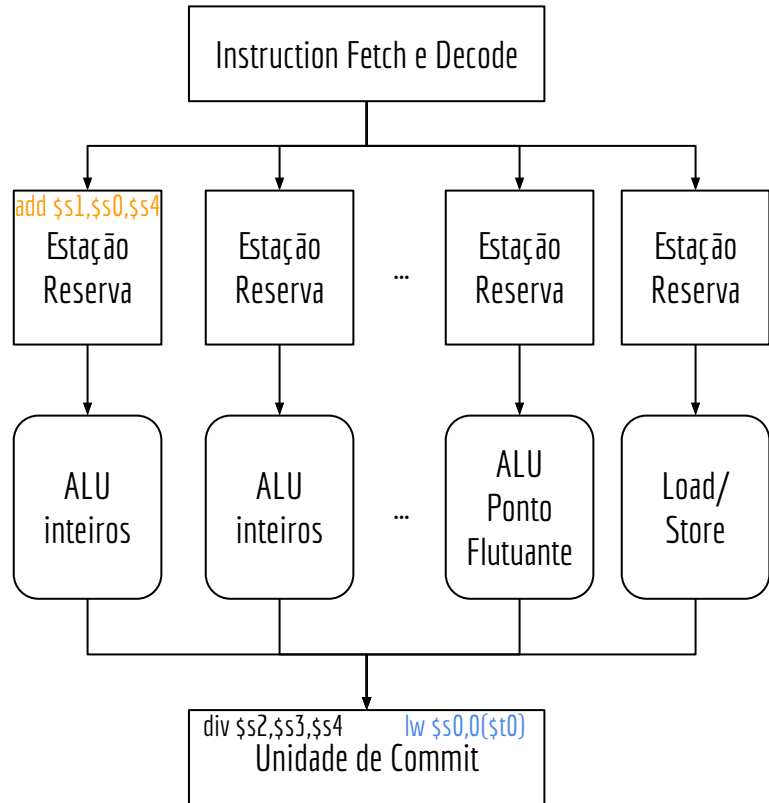 Instruction Fetch e Decode
add $s1,$s0,$s4
Estação
Reserva
Estação
Reserva
...
Estação
Reserva
Estação
Reserva
ALU
inteiros
ALU
inteiros
...
ALU
Ponto
Flutuante
Load/
Store
div $s2,$s3,$s4 lw $s0,0($t0)
Unidade de Commit